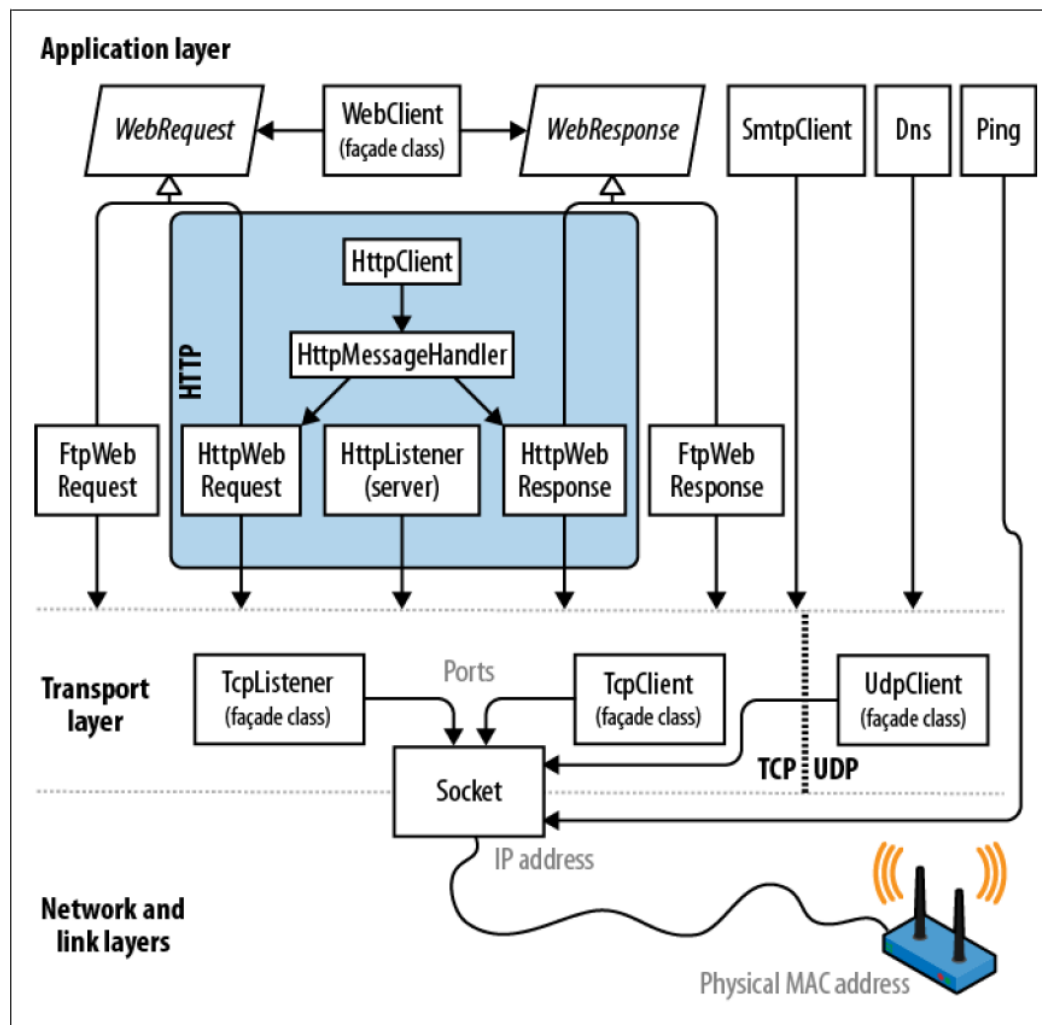 Application layer
WebRequest
WebClient
(façade class)
WebResponse
SmtpClient
Dns
Ping
HTTP
HttpClient
HttpMessageHandler
FtpWeb
Request
HttpWeb
Request
HttpListener
(server)
HttpWeb
Response
FtpWeb
Response
Transport
layer
TcpListener
(façade class)
Ports
TcpClient
(façade class)
UdpClient
(façade class)
TCP
UDP
Socket
IP address
Network and
link layers
Physical MAC address